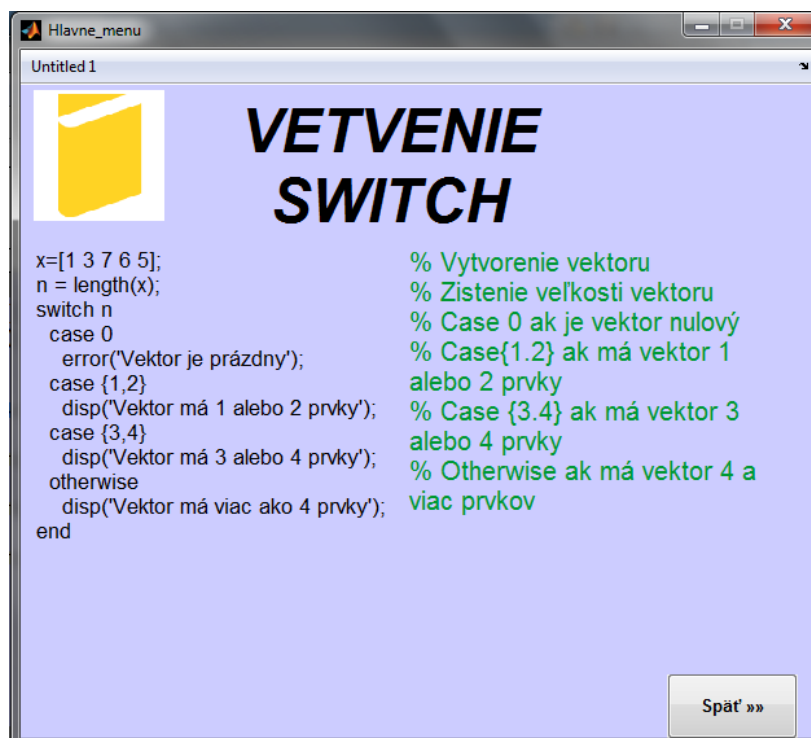 Hlavne_menu
Untitled 1
VETVENIE
SWITCH
x=[1 3 7 6 5];
n = length(x);
switch n
case 0
error('Vektor je prázdny');
case {1,2}
disp('Vektor má 1 alebo 2 prvky');
case {3,4}
disp('Vektor má 3 alebo 4 prvky');
otherwise
disp('Vektor má viac ako 4 prvky');
end
% Vytvorenie vektoru
% Zistenie veľkosti vektoru
% Case 0 ak je vektor nulový
% Case{1.2} ak má vektor 1
alebo 2 prvky
% Case {3.4} ak má vektor 3
alebo 4 prvky
% Otherwise ak má vektor 4 a
viac prvkov
Späť »»